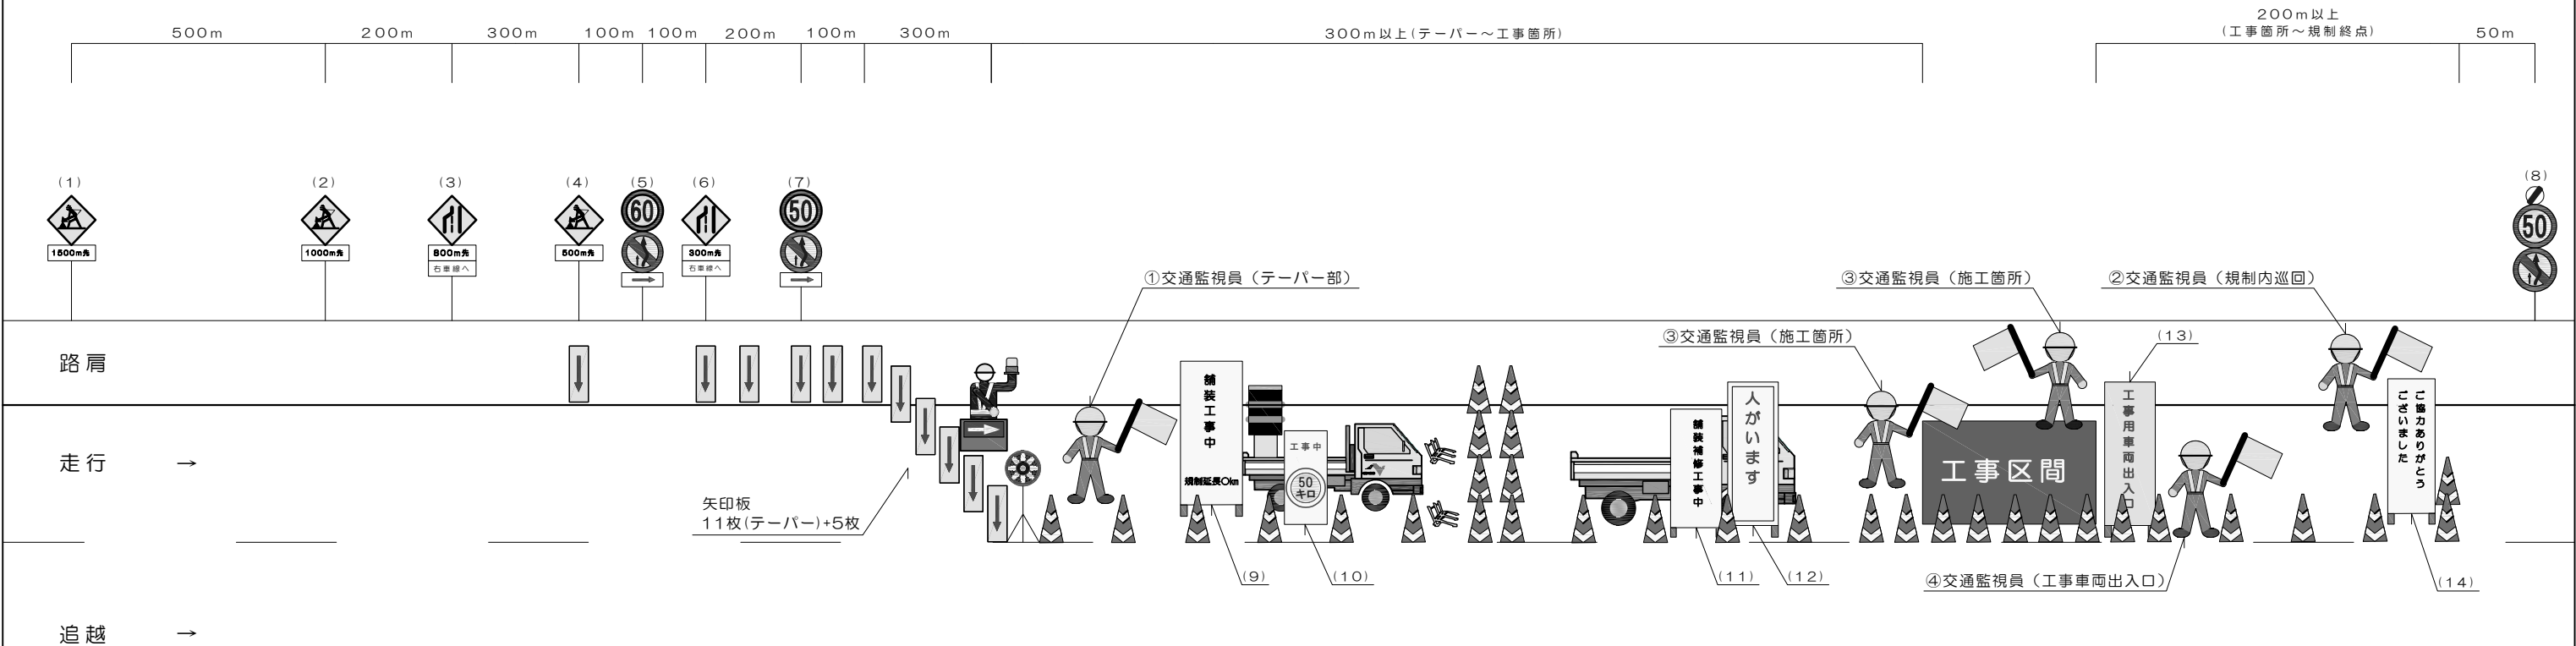 500m
200m
300m
100m
100m
200m
100m
300m
300m以上(テーパー～工事箇所)
200m以上
(工事箇所～規制終点)
50m
(1)
(2)
(3)
(4)
(5)
(6)
(7)
(8)
60
50
50
1500m先
1000m先
800m先
右車線へ
500m先
300m先
右車線へ
①交通監視員(テーパー部)
③交通監視員(施工箇所)
②交通監視員(規制内巡回)
③交通監視員(施工箇所)
(13)
路肩
走行 →
追越 →
矢印板
11枚(テーパー)+5枚
舗装工事中
規制延長〇km
工事中
50
キロ
舗装補修工事中
人がいます
工事区間
工事用車両出入口
ご協力ありがとう
ございました
(9)
(10)
(11)
(12)
④交通監視員(工事車両出入口)
(14)